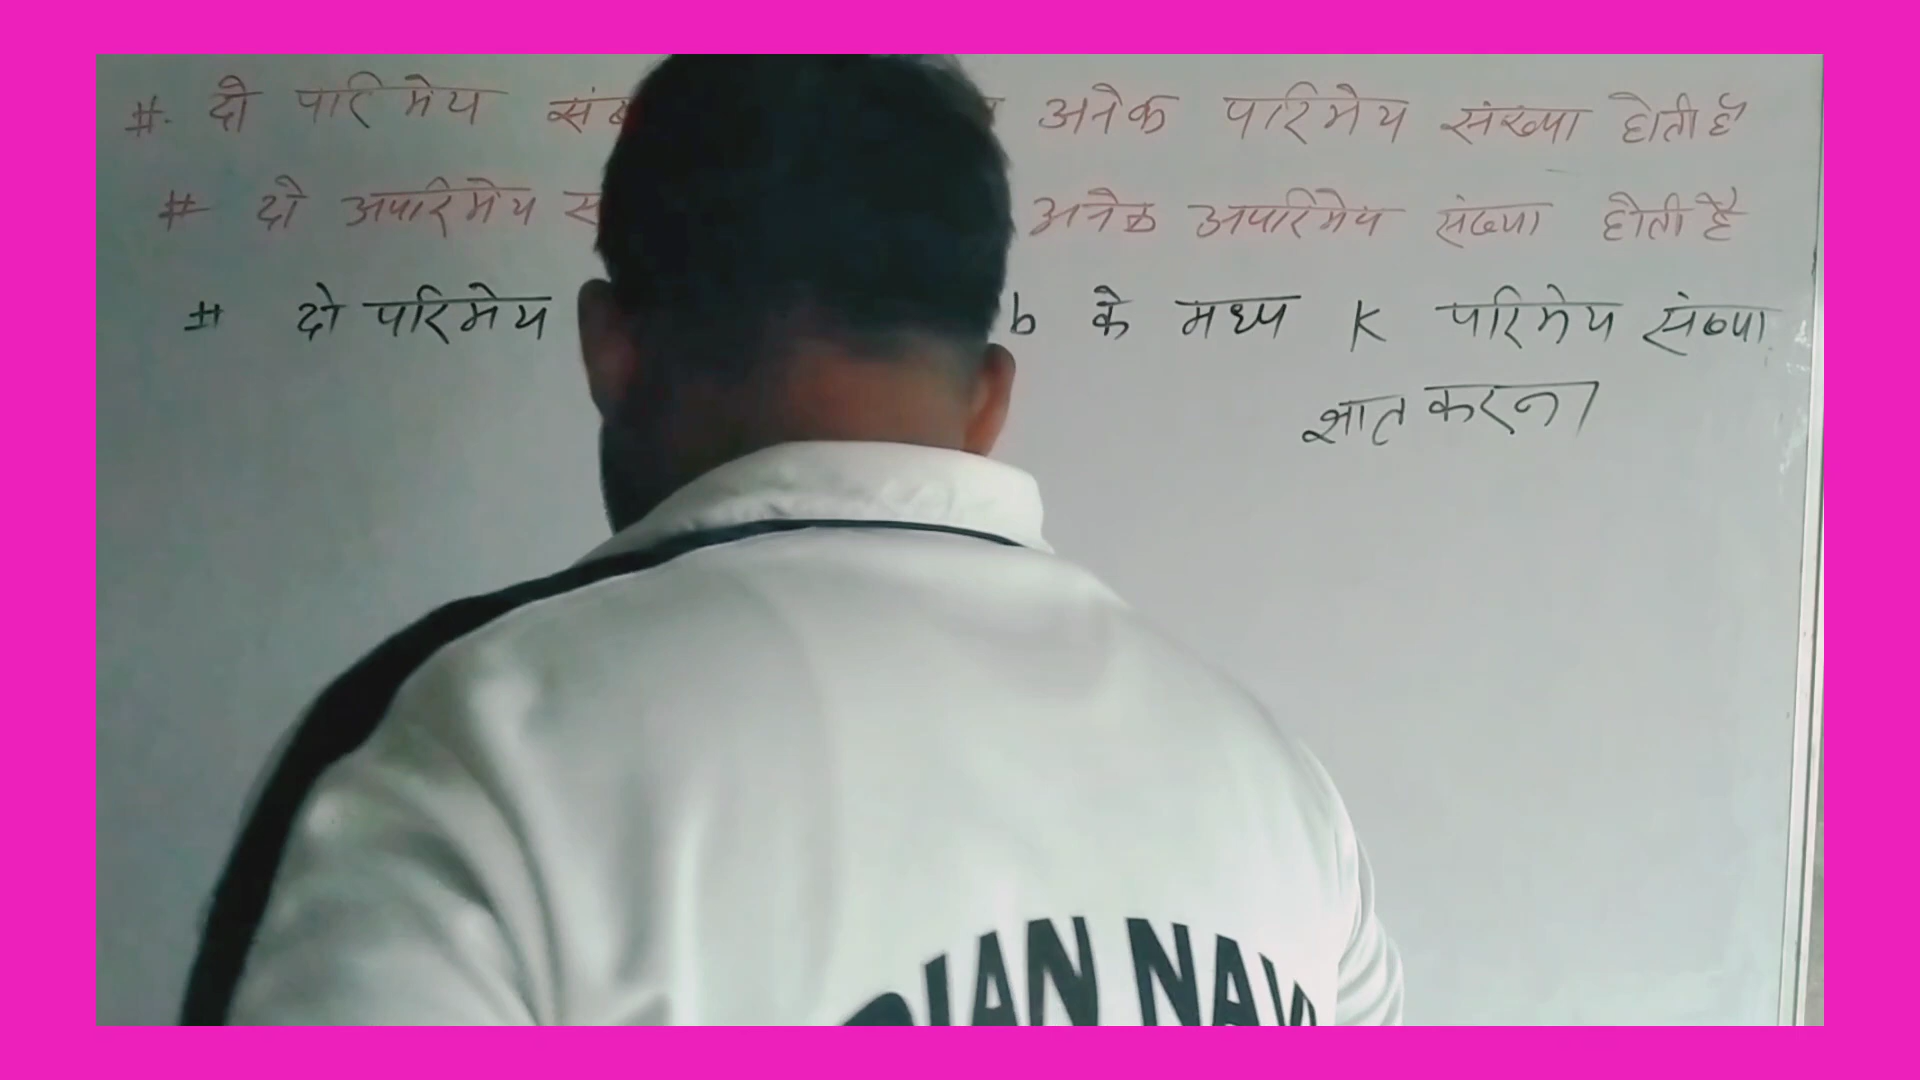 # दो परिमेय अनेक परिमेय संख्या होती है
# दो अपरिमेय अनेक अपरिमेय संख्या होती है
# दो परिमेय b के मध्य K परिमेय संख्या
ज्ञात करना
IAN NAV